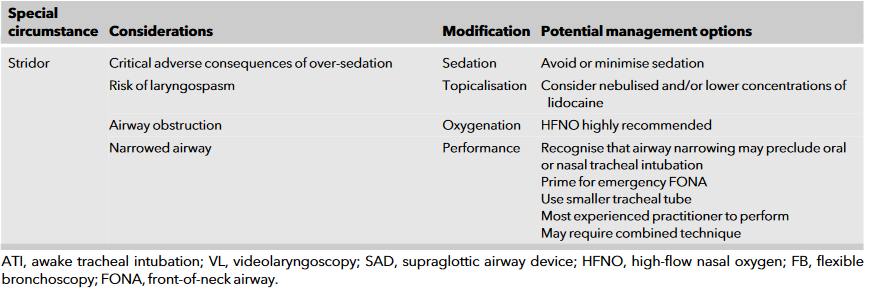 Special
circumstance Considerations Modification Potential management options
Stridor Critical adverse consequences of over-sedation Sedation Avoid or minimise sedation
Risk of laryngospasm Topicalisation Consider nebulised and/or lower concentrations of
lidocaine
Airway obstruction Oxygenation HFNO highly recommended
Narrowed airway Performance Recognise that airway narrowing may preclude oral
or nasal tracheal intubation
Prime for emergency FONA
Use smaller tracheal tube
Most experienced practitioner to perform
May require combined technique
ATI, awake tracheal intubation; VL, videolaryngoscopy; SAD, supraglottic airway device; HFNO, high-flow nasal oxygen; FB, flexible
bronchoscopy; FONA, front-of-neck airway.